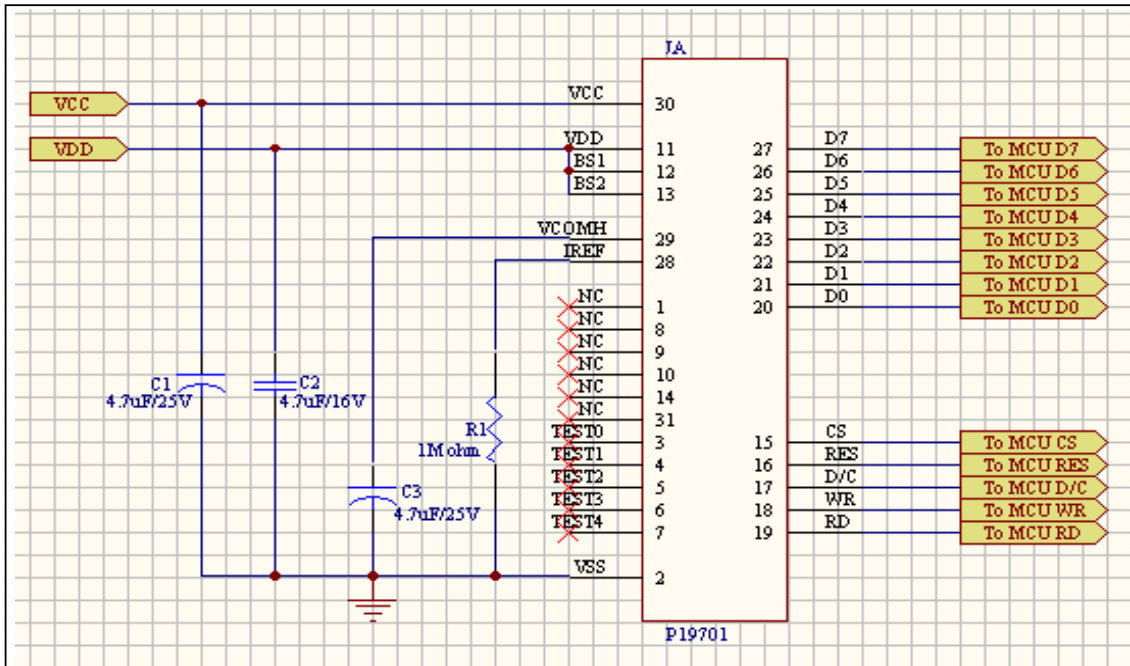 JA
VCC
VCC
30
VDD
VDD
11
27
D7
To MCU D7
BS1
12
26
D6
To MCU D6
BS2
13
25
D5
To MCU D5
24
D4
To MCU D4
VCOMH
29
23
D3
To MCU D3
IREF
28
22
D2
To MCU D2
21
D1
To MCU D1
NC
1
20
D0
To MCU D0
NC
8
NC
9
NC
10
NC
14
NC
31
C1
4.7uF/25V
C2
4.7uF/16V
R1
1M ohm
C3
4.7uF/25V
TEST0
3
15
CS
To MCU CS
TEST1
4
16
RES
To MCU RES
TEST2
5
17
D/C
To MCU D/C
TEST3
6
18
WR
To MCU WR
TEST4
7
19
RD
To MCU RD
VSS
2
P19701